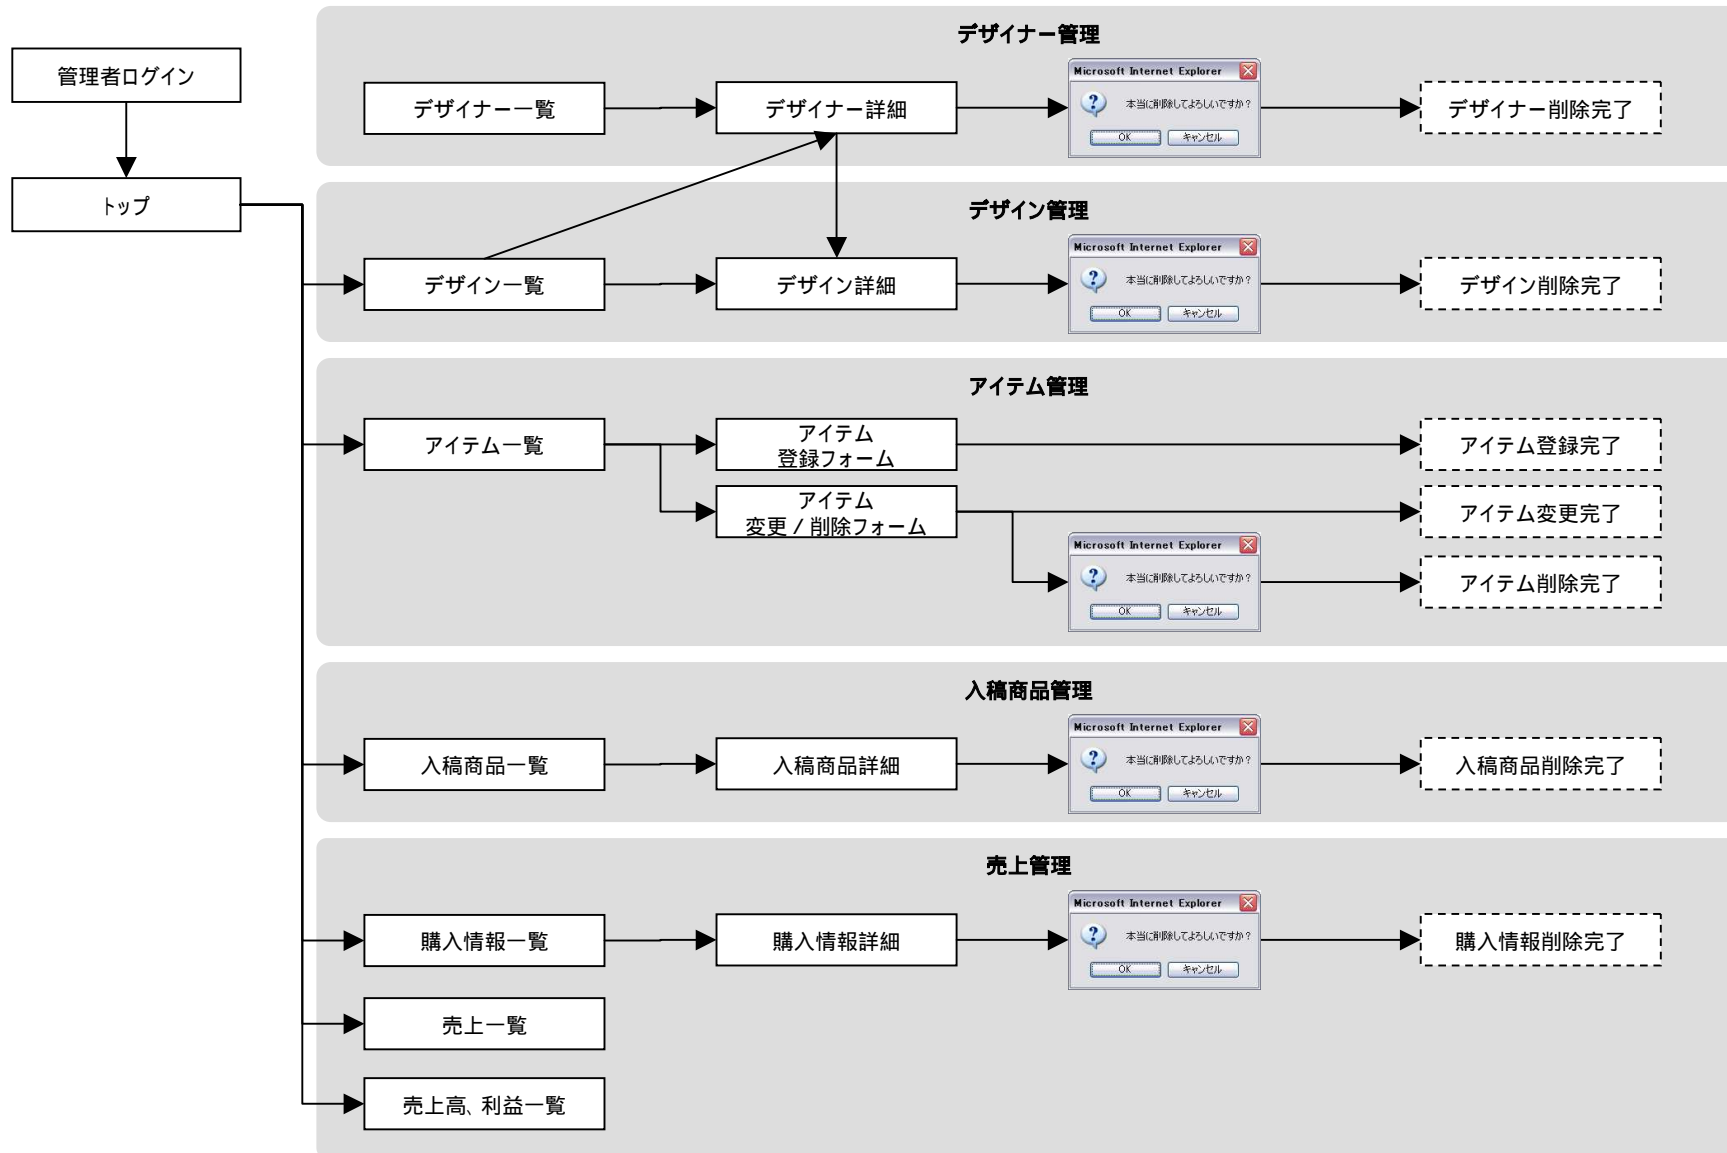 管理者ログイン
トップ
デザイナー管理
デザイナー一覧
デザイナー詳細
Microsoft Internet Explorer
本当に削除してよろしいですか?
OK キャンセル
デザイナー削除完了
デザイン管理
デザイン一覧
デザイン詳細
Microsoft Internet Explorer
本当に削除してよろしいですか?
OK キャンセル
デザイン削除完了
アイテム管理
アイテム一覧
アイテム
登録フォーム
アイテム登録完了
アイテム
変更 / 削除フォーム
アイテム変更完了
Microsoft Internet Explorer
本当に削除してよろしいですか?
OK キャンセル
アイテム削除完了
入稿商品管理
入稿商品一覧
入稿商品詳細
Microsoft Internet Explorer
本当に削除してよろしいですか?
OK キャンセル
入稿商品削除完了
売上管理
購入情報一覧
購入情報詳細
Microsoft Internet Explorer
本当に削除してよろしいですか?
OK キャンセル
購入情報削除完了
売上一覧
売上高、利益一覧